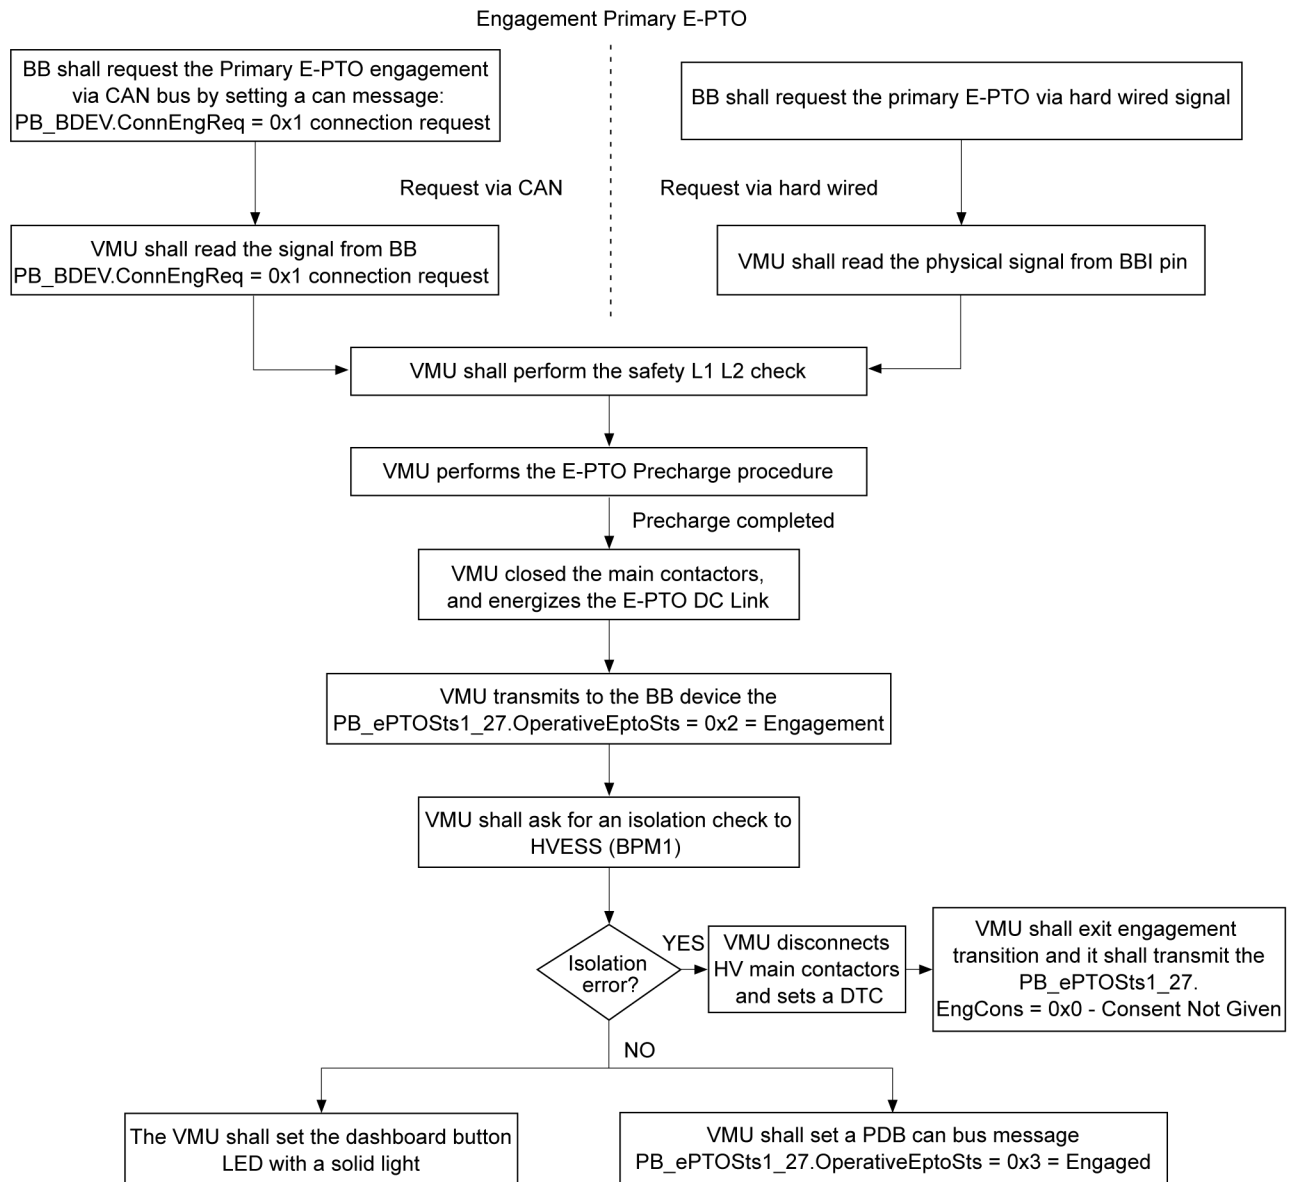 Engagement Primary E-PTO
BB shall request the Primary E-PTO engagement
via CAN bus by setting a can message:
PB_BDEV.ConnEngReq = 0x1 connection request
BB shall request the primary E-PTO via hard wired signal
Request via CAN
Request via hard wired
VMU shall read the signal from BB
PB_BDEV.ConnEngReq = 0x1 connection request
VMU shall read the physical signal from BBI pin
VMU shall perform the safety L1 L2 check
VMU performs the E-PTO Precharge procedure
Precharge completed
VMU closed the main contactors,
and energizes the E-PTO DC Link
VMU transmits to the BB device the
PB_ePTOSts1_27.OperativeEptoSts = 0x2 = Engagement
VMU shall ask for an isolation check to
HVESS (BPM1)
Isolation
error?
YES
VMU disconnects
HV main contactors
and sets a DTC
VMU shall exit engagement
transition and it shall transmit the
PB_ePTOSts1_27.
EngCons = 0x0 - Consent Not Given
NO
The VMU shall set the dashboard button
LED with a solid light
VMU shall set a PDB can bus message
PB_ePTOSts1_27.OperativeEptoSts = 0x3 = Engaged